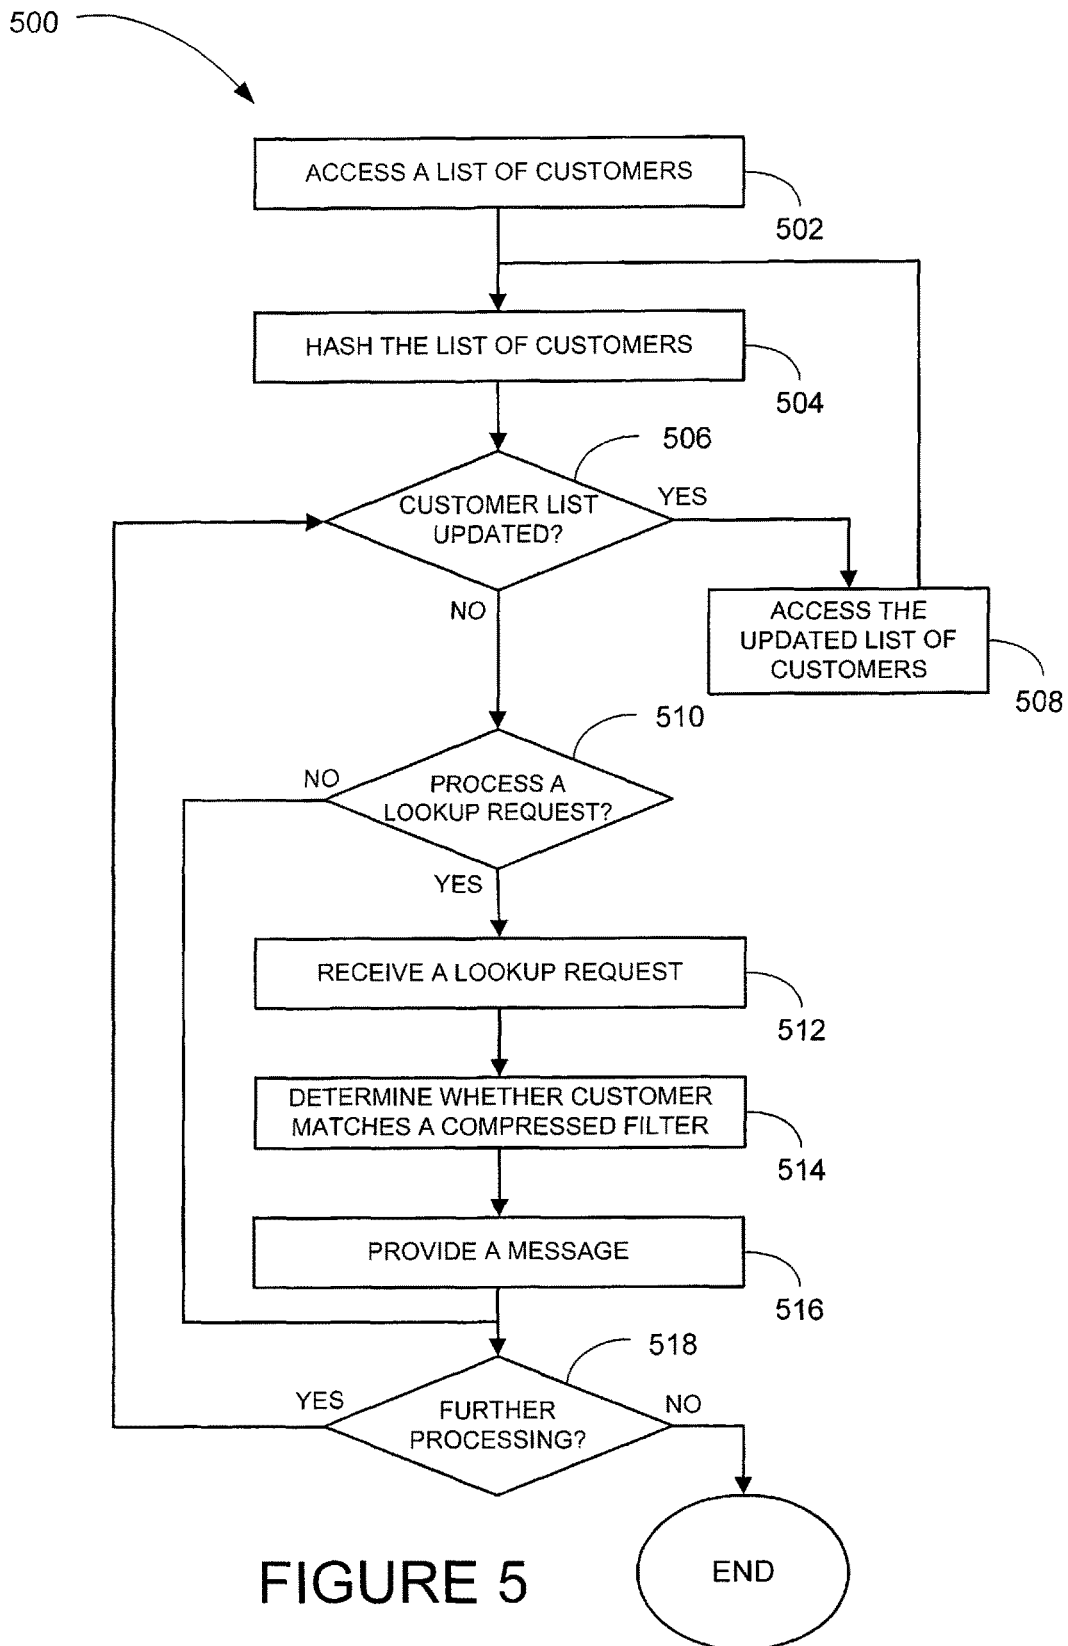 500
ACCESS A LIST OF CUSTOMERS
502
HASH THE LIST OF CUSTOMERS
504
506
CUSTOMER LIST
UPDATED?
YES
NO
ACCESS THE
UPDATED LIST OF
CUSTOMERS
508
510
NO
PROCESS A
LOOKUP REQUEST?
YES
RECEIVE A LOOKUP REQUEST
512
DETERMINE WHETHER CUSTOMER
MATCHES A COMPRESSED FILTER
514
PROVIDE A MESSAGE
516
518
YES
FURTHER
PROCESSING?
NO
END
FIGURE 5